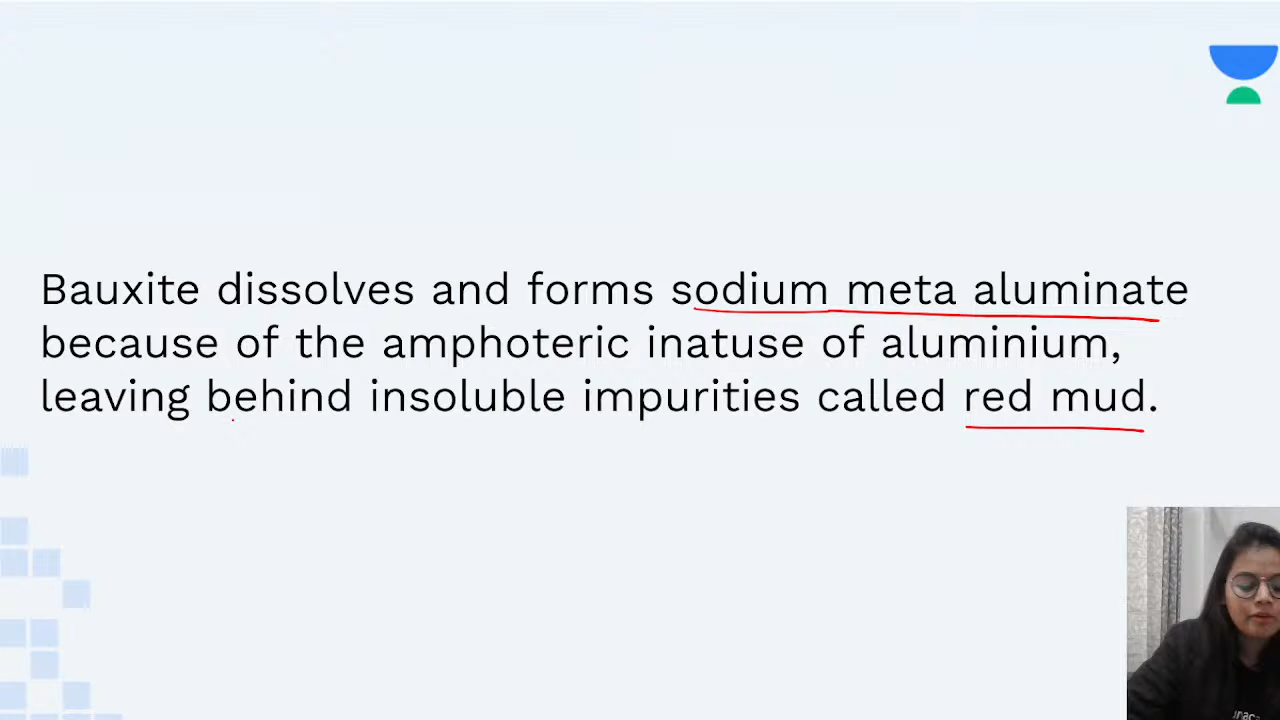 Bauxite dissolves and forms sodium meta aluminate
because of the amphoteric inatuse of aluminium,
leaving behind insoluble impurities called red mud.